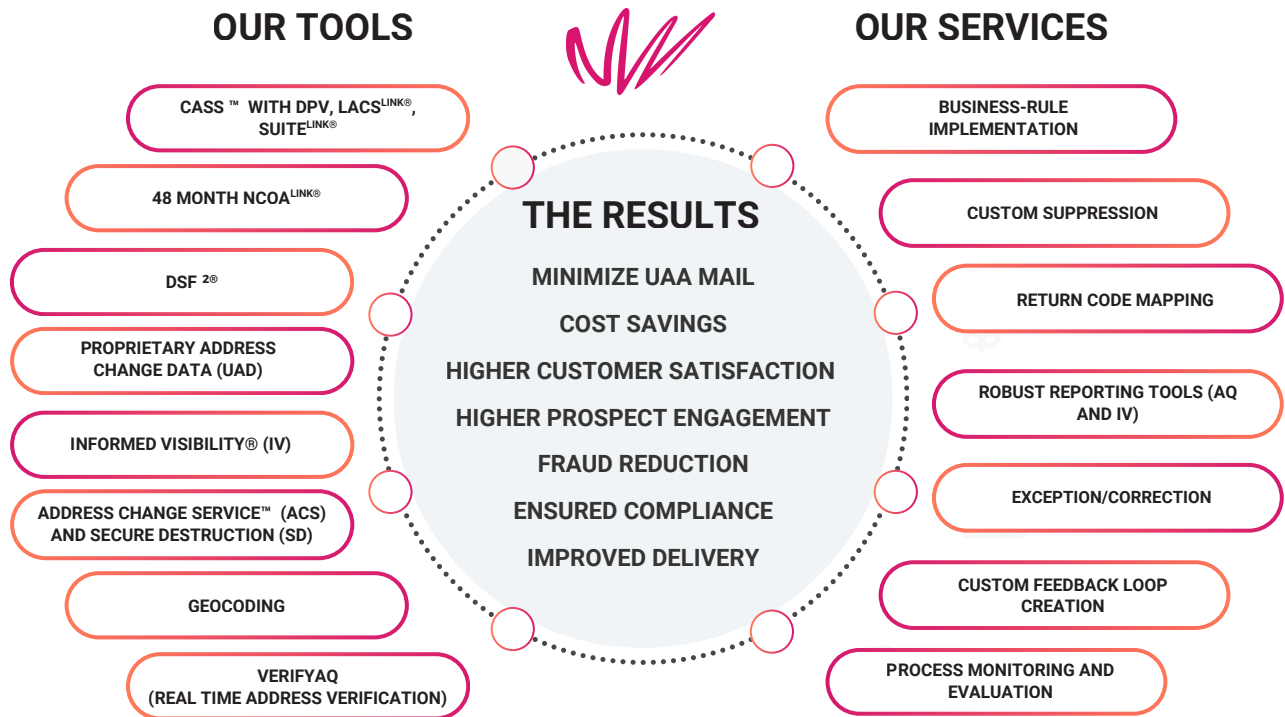 OUR TOOLS
CASS ™ WITH DPV, LACSLINK®,
SUITELINK®
48 MONTH NCOALINK®
DSF 2®
PROPRIETARY ADDRESS
CHANGE DATA (UAD)
INFORMED VISIBILITY® (IV)
ADDRESS CHANGE SERVICE™ (ACS)
AND SECURE DESTRUCTION (SD)
GEOCODING
VERIFYAQ
(REAL TIME ADDRESS VERIFICATION)
THE RESULTS
MINIMIZE UAA MAIL
COST SAVINGS
HIGHER CUSTOMER SATISFACTION
HIGHER PROSPECT ENGAGEMENT
FRAUD REDUCTION
ENSURED COMPLIANCE
IMPROVED DELIVERY
OUR SERVICES
BUSINESS-RULE
IMPLEMENTATION
CUSTOM SUPPRESSION
RETURN CODE MAPPING
ROBUST REPORTING TOOLS (AQ
AND IV)
EXCEPTION/CORRECTION
CUSTOM FEEDBACK LOOP
CREATION
PROCESS MONITORING AND
EVALUATION